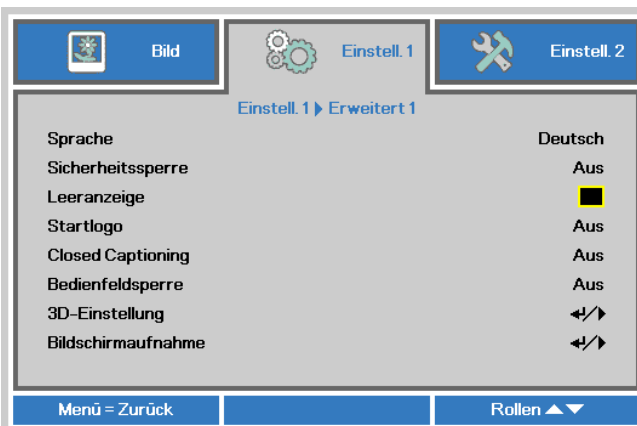 Bild
Einstell. 1
Einstell. 2
Einstell. 1 ▶ Erweitert 1
Sprache Deutsch
Sicherheitssperre Aus
Leeranzeige
Startlogo Aus
Closed Captioning Aus
Bedienfeldsperre Aus
3D-Einstellung ↵/▶
Bildschirmaufnahme ↵/▶
Menü = Zurück
Rollen ▲▼